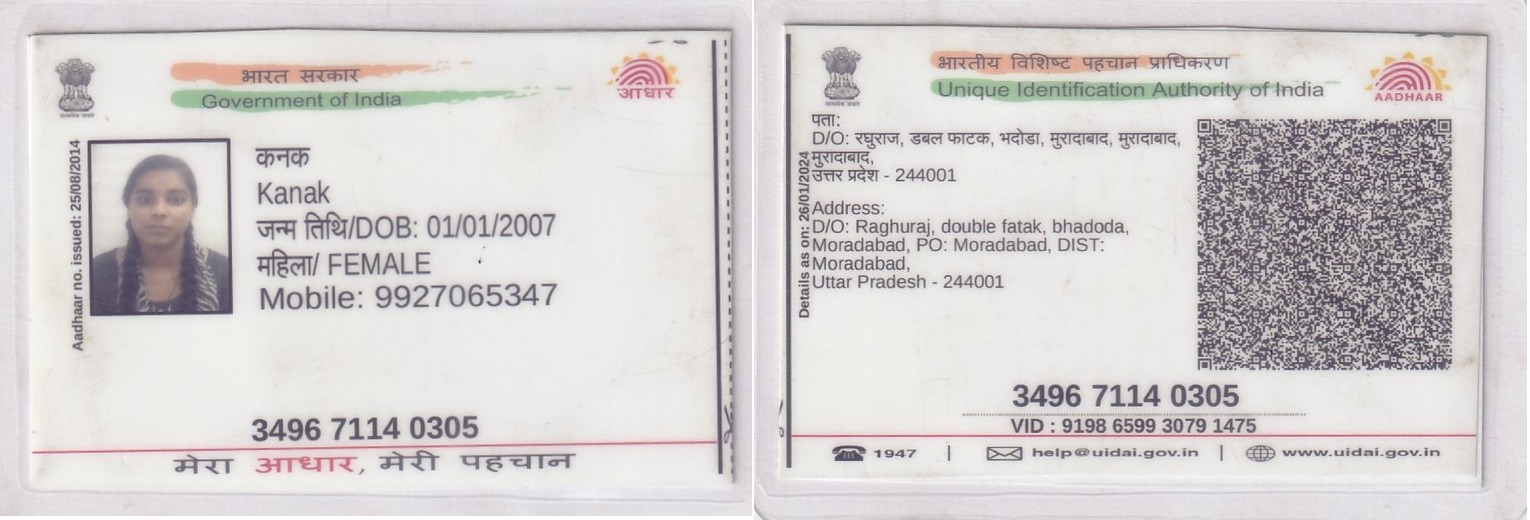 भारत सरकार
Government of India
आधार
Aadhaar no. issued: 25/08/2014
कनक
Kanak
जन्म तिथि/DOB: 01/01/2007
महिला/ FEMALE
Mobile: 9927065347
3496 7114 0305
मेरा आधार, मेरी पहचान
भारतीय विशिष्ट पहचान प्राधिकरण
Unique Identification Authority of India
AADHAAR
Details as on: 26/01/2024
पता:
D/O: रघुराज, डबल फाटक, भदोडा, मुरादाबाद, मुरादाबाद,
मुरादाबाद,
उत्तर प्रदेश - 244001
Address:
D/O: Raghuraj, double fatak, bhadoda,
Moradabad, PO: Moradabad, DIST:
Moradabad,
Uttar Pradesh - 244001
3496 7114 0305
VID : 9198 6599 3079 1475
1947 | help@uidai.gov.in | www.uidai.gov.in